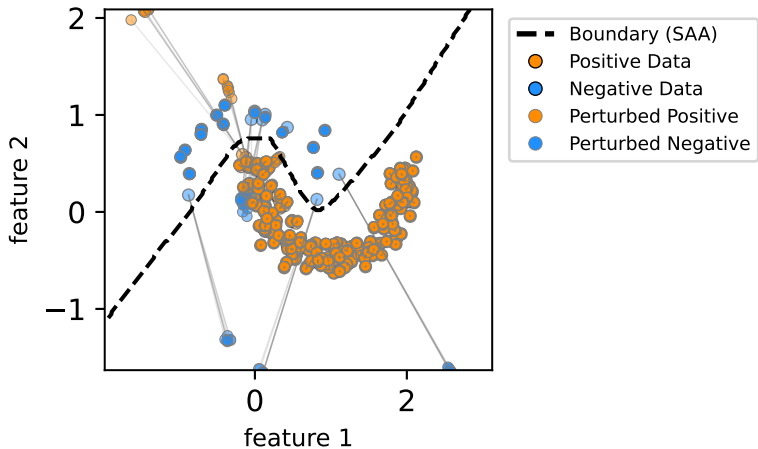 2
1
0
−1
0
2
feature 2
feature 1
Boundary (SAA)
Positive Data
Negative Data
Perturbed Positive
Perturbed Negative